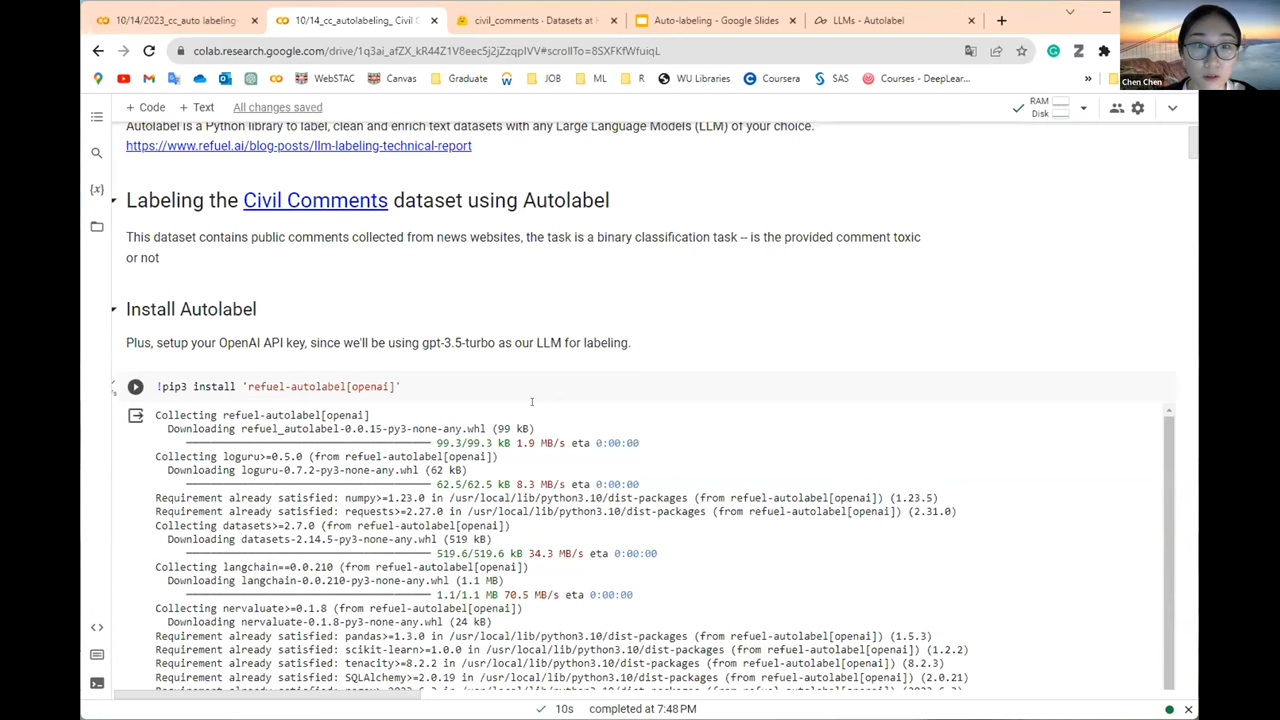 10/14/2023_cc_auto labeling-
10/14_cc_autolabeling_ Civil C
civil_comments · Datasets at H
Auto-labeling - Google Slides
LLMs - Autolabel
colab.research.google.com/drive/1q3ai_afZX_kR44Z1V8eec5j2jZzqpIVV#scrollTo=8SXFKfWfuiqL
WebSTAC
Canvas
Graduate
JOB
ML
R
WU Libraries
Coursera
SAS
Courses - DeepLear...
»
Chen Chen
+ Code
+ Text
All changes saved
RAM
Disk
Autolabel is a Python library to label, clean and enrich text datasets with any Large Language Models (LLM) of your choice.
https://www.refuel.ai/blog-posts/llm-labeling-technical-report
Labeling the Civil Comments dataset using Autolabel
This dataset contains public comments collected from news websites, the task is a binary classification task -- is the provided comment toxic
or not
Install Autolabel
Plus, setup your OpenAI API key, since we'll be using gpt-3.5-turbo as our LLM for labeling.
!pip3 install 'refuel-autolabel[openai]'
Collecting refuel-autolabel[openai]
Downloading refuel_autolabel-0.0.15-py3-none-any.whl (99 kB)
99.3/99.3 kB 1.9 MB/s eta 0:00:00
Collecting loguru>=0.5.0 (from refuel-autolabel[openai])
Downloading loguru-0.7.2-py3-none-any.whl (62 kB)
62.5/62.5 kB 8.3 MB/s eta 0:00:00
Requirement already satisfied: numpy>=1.23.0 in /usr/local/lib/python3.10/dist-packages (from refuel-autolabel[openai]) (1.23.5)
Requirement already satisfied: requests>=2.27.0 in /usr/local/lib/python3.10/dist-packages (from refuel-autolabel[openai]) (2.31.0)
Collecting datasets>=2.7.0 (from refuel-autolabel[openai])
Downloading datasets-2.14.5-py3-none-any.whl (519 kB)
519.6/519.6 kB 34.3 MB/s eta 0:00:00
Collecting langchain==0.0.210 (from refuel-autolabel[openai])
Downloading langchain-0.0.210-py3-none-any.whl (1.1 MB)
1.1/1.1 MB 70.5 MB/s eta 0:00:00
Collecting nervaluate>=0.1.8 (from refuel-autolabel[openai])
Downloading nervaluate-0.1.8-py3-none-any.whl (24 kB)
Requirement already satisfied: pandas>=1.3.0 in /usr/local/lib/python3.10/dist-packages (from refuel-autolabel[openai]) (1.5.3)
Requirement already satisfied: scikit-learn>=1.0.0 in /usr/local/lib/python3.10/dist-packages (from refuel-autolabel[openai]) (1.2.2)
Requirement already satisfied: tenacity>=8.2.2 in /usr/local/lib/python3.10/dist-packages (from refuel-autolabel[openai]) (8.2.3)
Requirement already satisfied: SQLAlchemy>=2.0.19 in /usr/local/lib/python3.10/dist-packages (from refuel-autolabel[openai]) (2.0.21)
10s completed at 7:48 PM